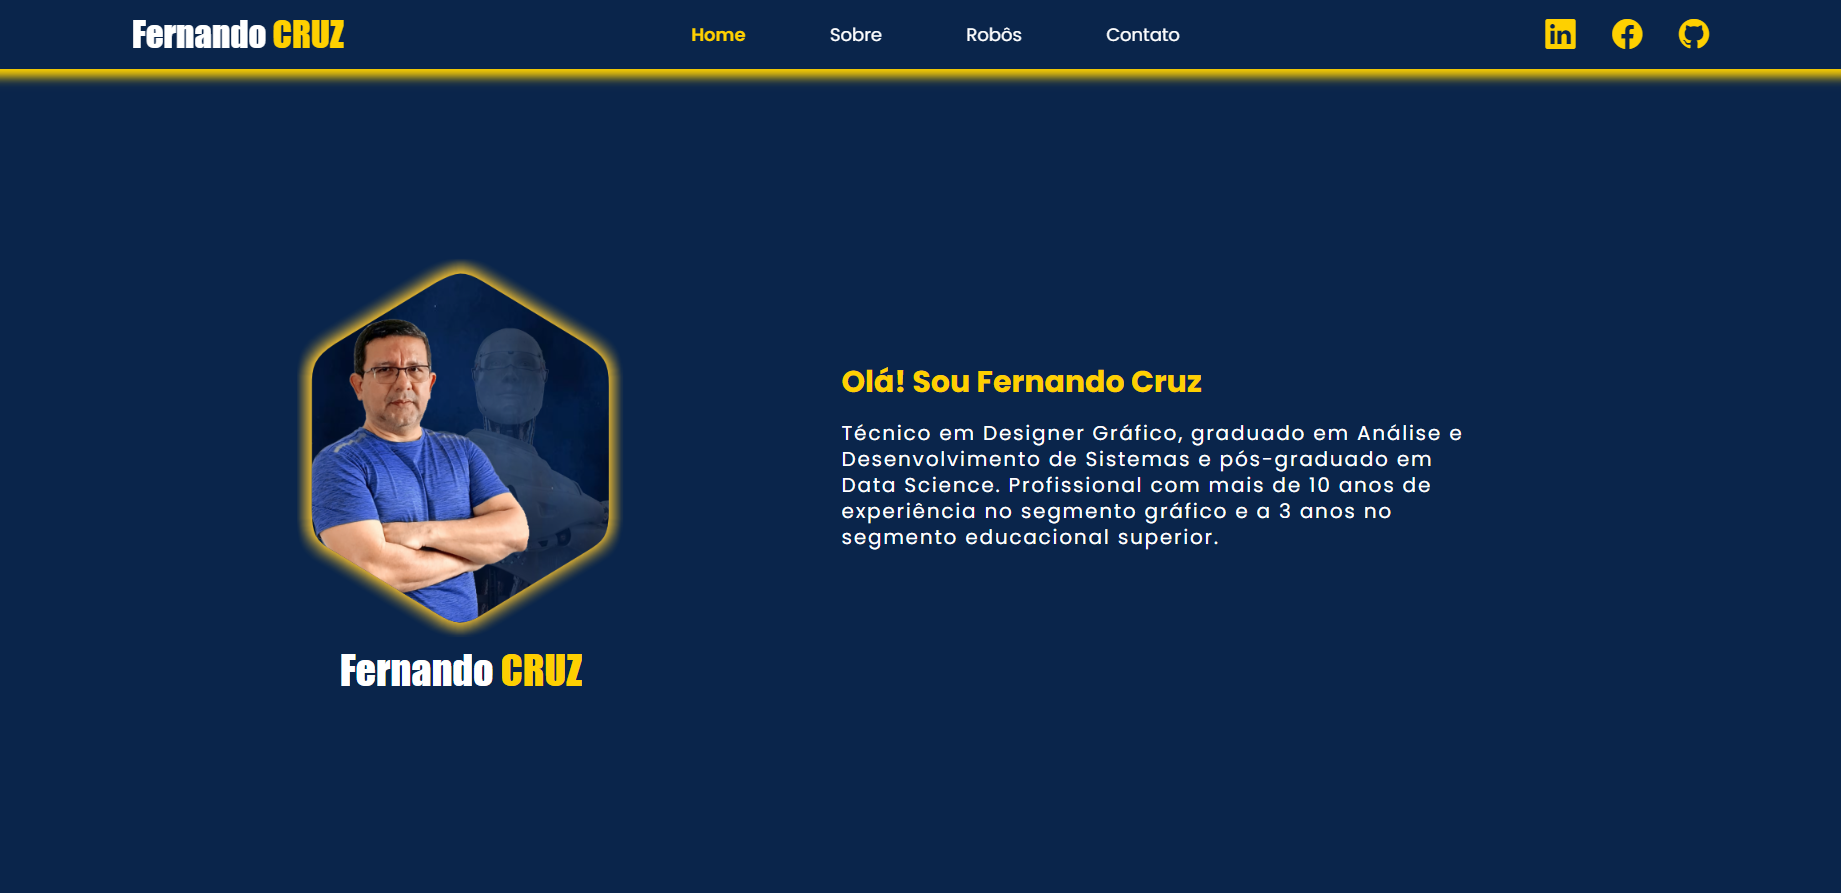 Fernando CRUZ
Home
Sobre
Robôs
Contato
in
Olá! Sou Fernando Cruz
Técnico em Designer Gráfico, graduado em Análise e
Desenvolvimento de Sistemas e pós-graduado em
Data Science. Profissional com mais de 10 anos de
experiência no segmento gráfico e a 3 anos no
segmento educacional superior.
Fernando CRUZ